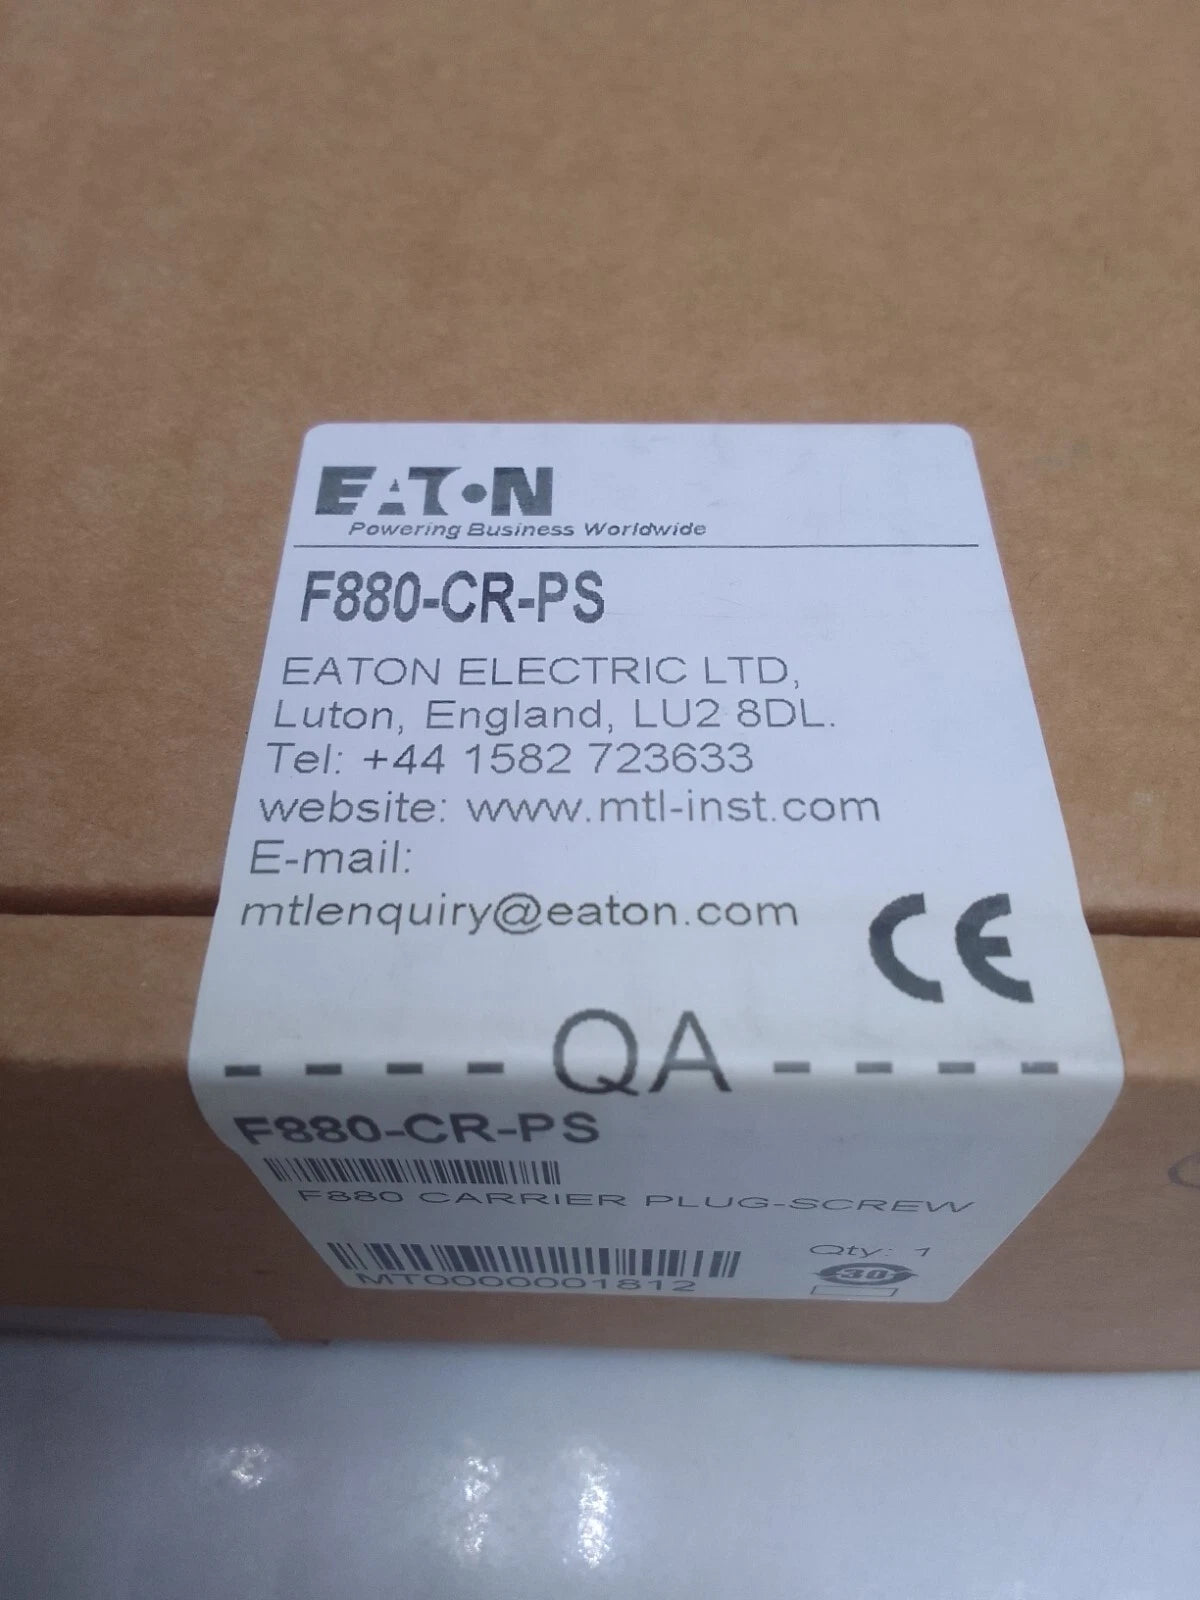 EATON
Powering Business Worldwide
F880-CR-PS
EATON ELECTRIC LTD,
Luton, England, LU2 8DL.
Tel: +44 1582 723633
website: www.mtl-inst.com
E-mail:
mtlenquiry@eaton.com
CE
- - - - QA - - - -
F880-CR-PS
F880 CARRIER PLUG-SCREW
Qty: 1
MT0000001812
30